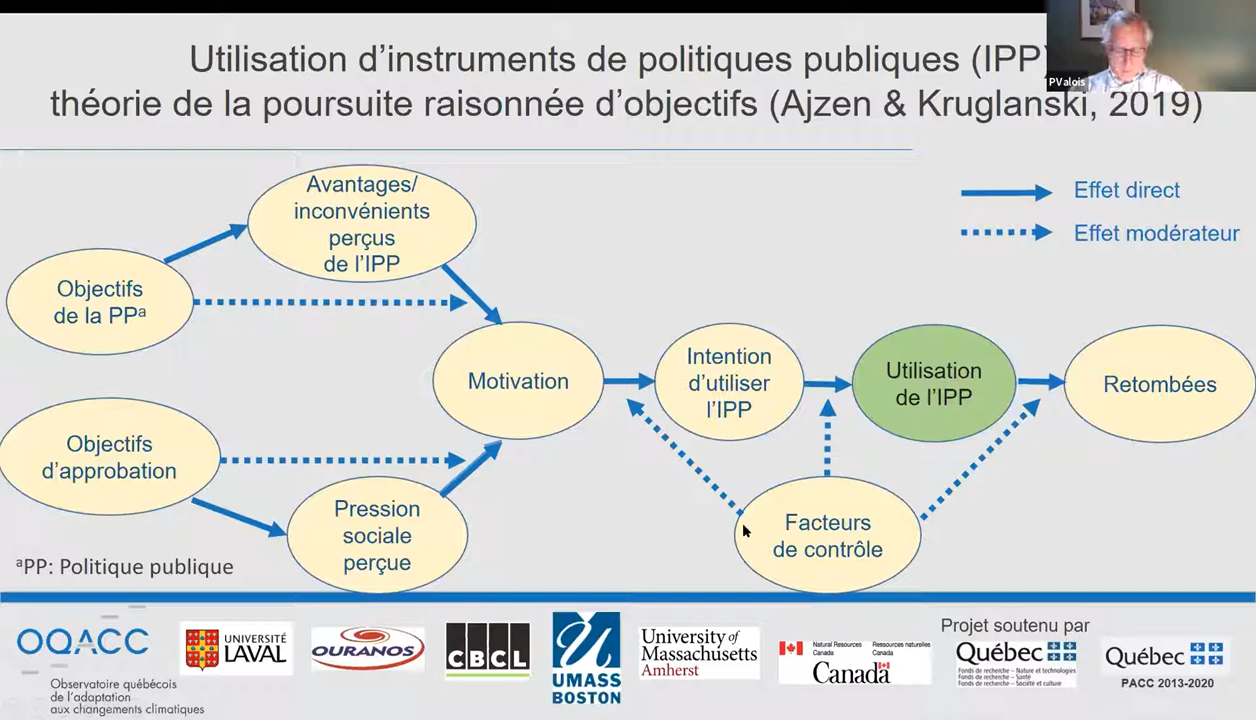 Utilisation d'instruments de politiques publiques (IPP)
théorie de la poursuite raisonnée d'objectifs (Ajzen & Kruglanski, 2019)
PValois
Avantages/
inconvénients
perçus
de l'IPP
Effet direct
Effet modérateur
Objectifs
de la PPᵃ
Motivation
Intention
d'utiliser
l'IPP
Utilisation
de l'IPP
Retombées
Objectifs
d'approbation
Pression
sociale
perçue
Facteurs
de contrôle
ᵃPP: Politique publique
OQACC
Observatoire québécois
de l'adaptation
aux changements climatiques
UNIVERSITÉ
LAVAL
OURANOS
CBCL
UMASS
BOSTON
University of
Massachusetts
Amherst
Natural Resources
Canada
Ressources naturelles
Canada
Canada
Projet soutenu par
Québec
Fonds de recherche – Nature et technologies
Fonds de recherche – Santé
Fonds de recherche – Société et culture
Québec
PACC 2013-2020